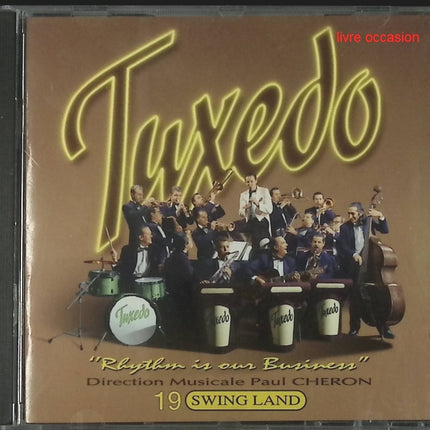 livre occasion
Tuxedo
Tuxedo
Tuxedo Tuxedo Tuxedo
"Rhythm is our Business"
Direction Musicale Paul CHERON
19 SWING LAND